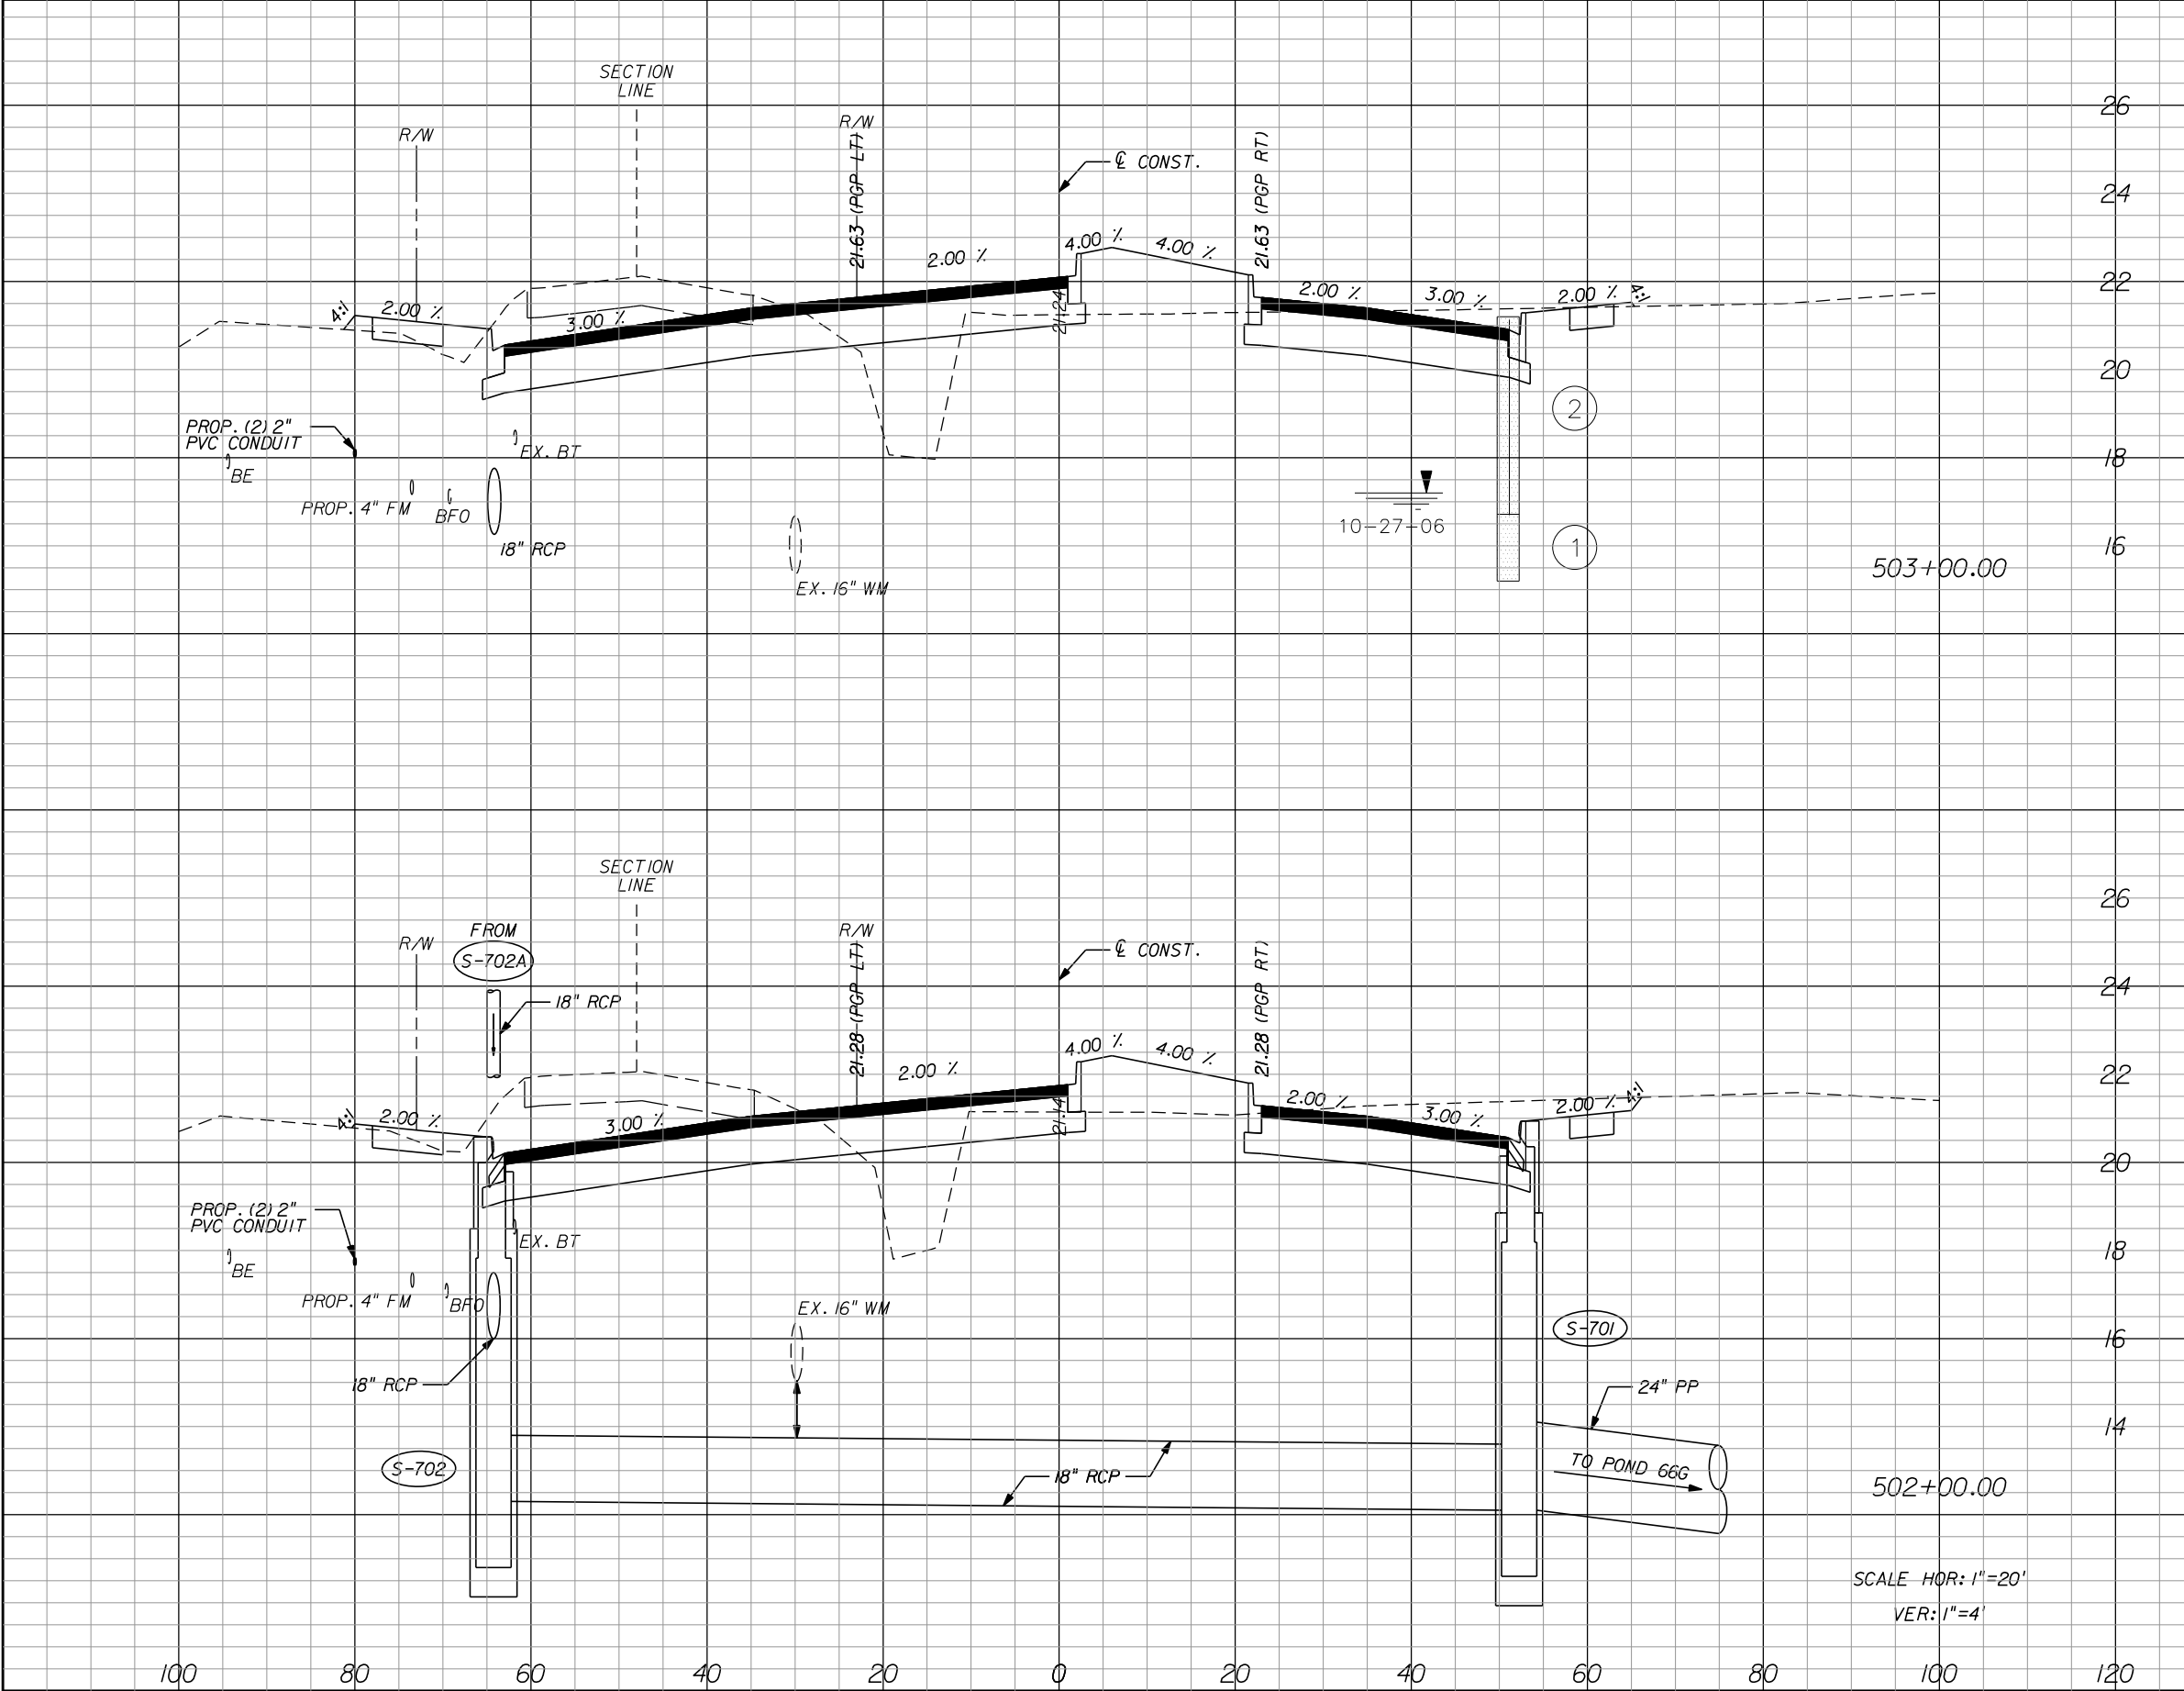 SECTION
LINE
26
R/W
R/W
21.63 (PGP LT)
℄ CONST.
21.63 (PGP RT)
24
4:1
2.00 %
3.00 %
2.00 %
4.00 %
4.00 %
21.24
2.00 %
3.00 %
2.00 %
4:1
22
20
PROP. (2) 2"
PVC CONDUIT
BE
EX. BT
PROP. 4" FM
BFO
18" RCP
EX. 16" WM
2
18
10-27-06
1
16
503+00.00
SECTION
LINE
26
FROM
S-702A
R/W
R/W
21.28 (PGP LT)
℄ CONST.
21.28 (PGP RT)
18" RCP
24
4:1
2.00 %
3.00 %
2.00 %
4.00 %
4.00 %
21.14
2.00 %
3.00 %
2.00 %
4:1
22
20
PROP. (2) 2"
PVC CONDUIT
BE
EX. BT
18
PROP. 4" FM
BFO
EX. 16" WM
S-701
16
18" RCP
24" PP
14
S-702
18" RCP
TO POND 66G
502+00.00
SCALE HOR: 1"=20'
VER: 1"=4'
100 80 60 40 20 0 20 40 60 80 100 120